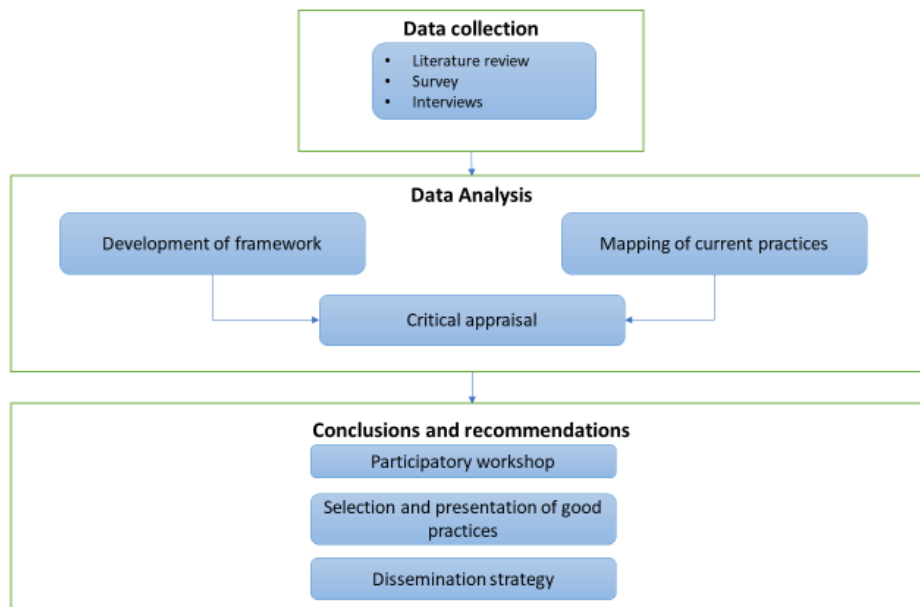 Data collection
• Literature review
• Survey
• Interviews
Data Analysis
Development of framework
Mapping of current practices
Critical appraisal
Conclusions and recommendations
Participatory workshop
Selection and presentation of good
practices
Dissemination strategy